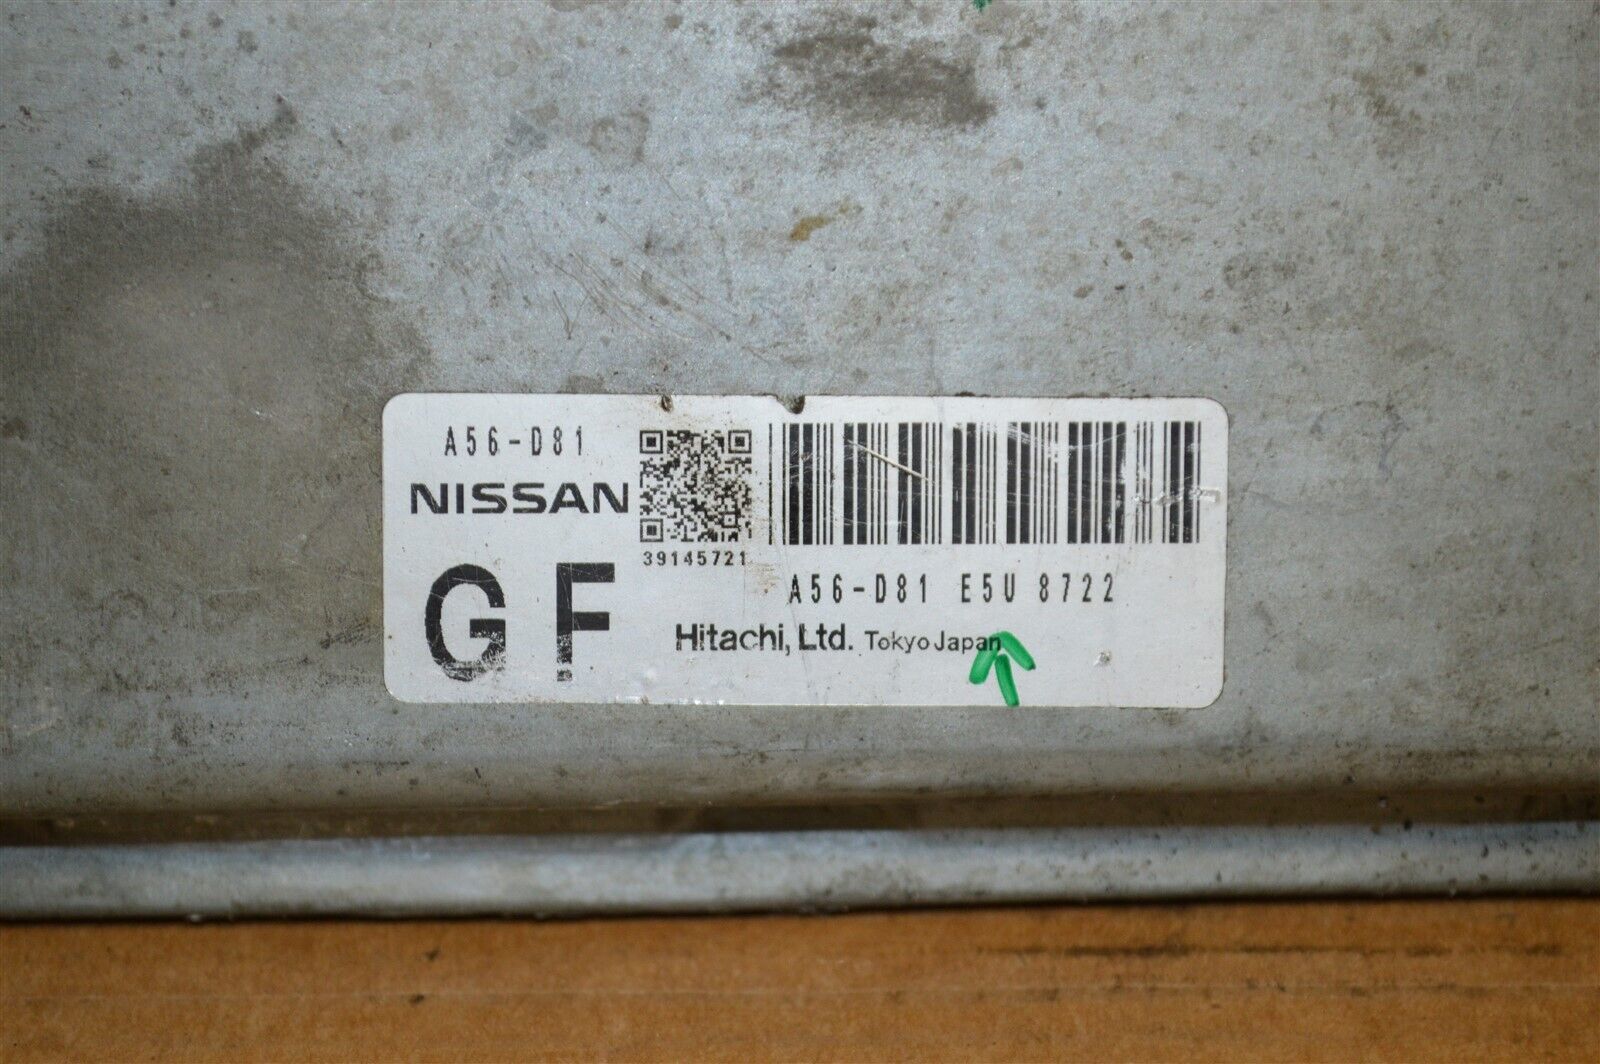 A56-D81
NISSAN
39145721
GF
A56-D81 E5U 8722
Hitachi, Ltd. Tokyo Japan